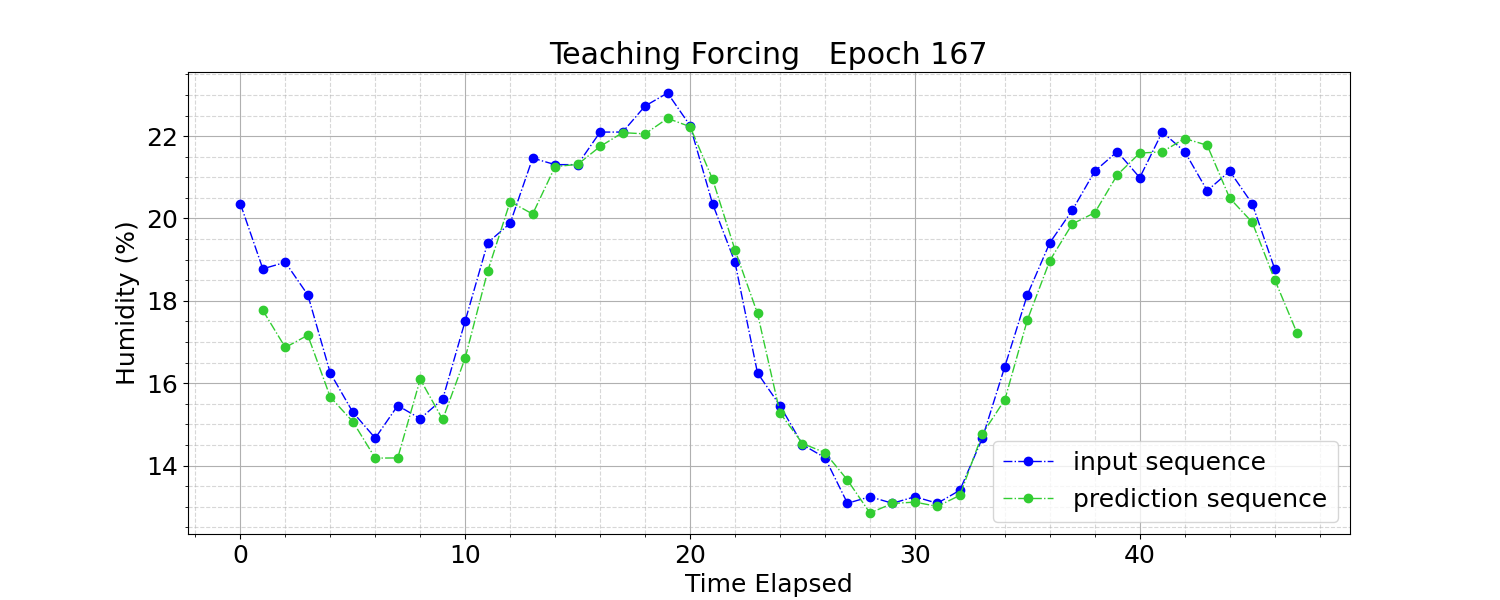 Teaching Forcing   Epoch 167
Humidity (%)
22
20
18
16
14
input sequence
prediction sequence
0 10 20 30 40
Time Elapsed